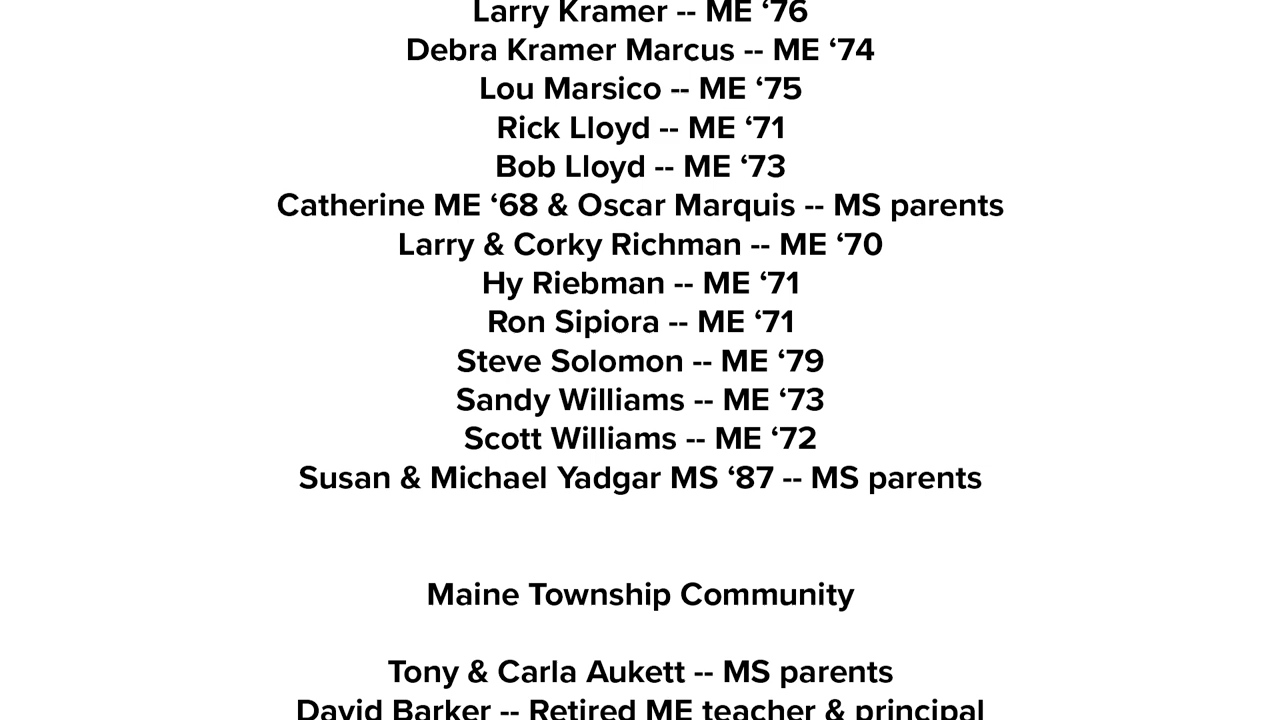 Larry Kramer -- ME ‘76
Debra Kramer Marcus -- ME ‘74
Lou Marsico -- ME ‘75
Rick Lloyd -- ME ‘71
Bob Lloyd -- ME ‘73
Catherine ME ‘68 & Oscar Marquis -- MS parents
Larry & Corky Richman -- ME ‘70
Hy Riebman -- ME ‘71
Ron Sipiora -- ME ‘71
Steve Solomon -- ME ‘79
Sandy Williams -- ME ‘73
Scott Williams -- ME ‘72
Susan & Michael Yadgar MS ‘87 -- MS parents
Maine Township Community
Tony & Carla Aukett -- MS parents
David Barker -- Retired ME teacher & principal